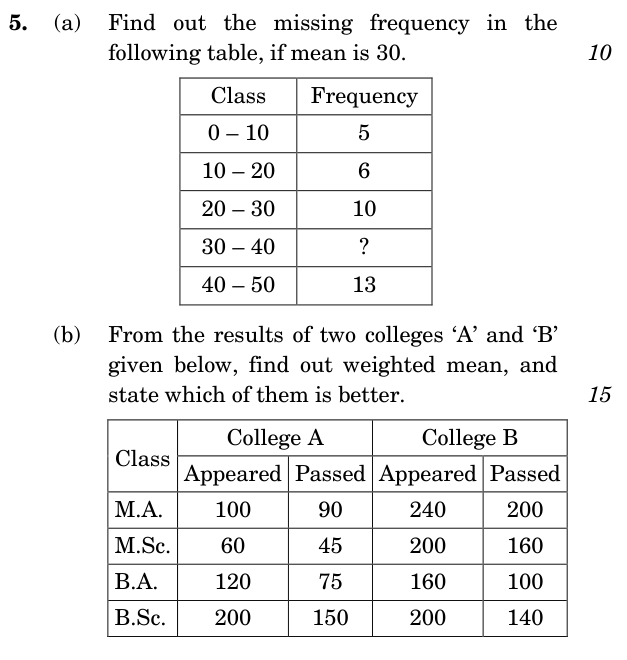 5. (a) Find out the missing frequency in the
following table, if mean is 30. 10
Class Frequency
0 – 10 5
10 – 20 6
20 – 30 10
30 – 40 ?
40 – 50 13
(b) From the results of two colleges ‘A’ and ‘B’
given below, find out weighted mean, and
state which of them is better. 15
Class College A College B
Appeared Passed Appeared Passed
M.A. 100 90 240 200
M.Sc. 60 45 200 160
B.A. 120 75 160 100
B.Sc. 200 150 200 140